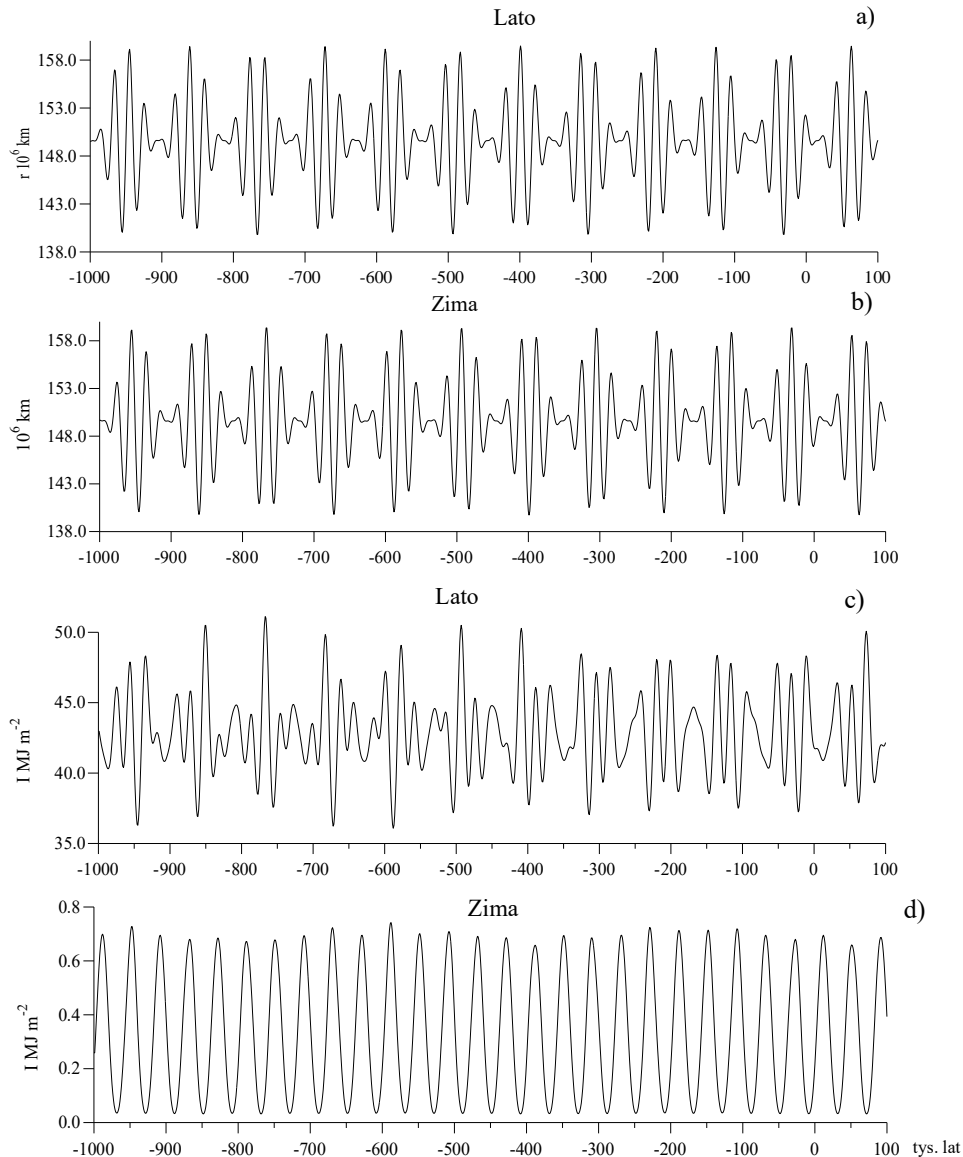 Lato
a)
r 10⁶ km
158.0
153.0
148.0
143.0
138.0
-1000 -900 -800 -700 -600 -500 -400 -300 -200 -100 0 100
Zima
b)
10⁶ km
158.0
153.0
148.0
143.0
138.0
-1000 -900 -800 -700 -600 -500 -400 -300 -200 -100 0 100
Lato
c)
I MJ m⁻²
50.0
45.0
40.0
35.0
-1000 -900 -800 -700 -600 -500 -400 -300 -200 -100 0 100
Zima
d)
I MJ m⁻²
0.8
0.6
0.4
0.2
0.0
-1000 -900 -800 -700 -600 -500 -400 -300 -200 -100 0 100 tys. lat